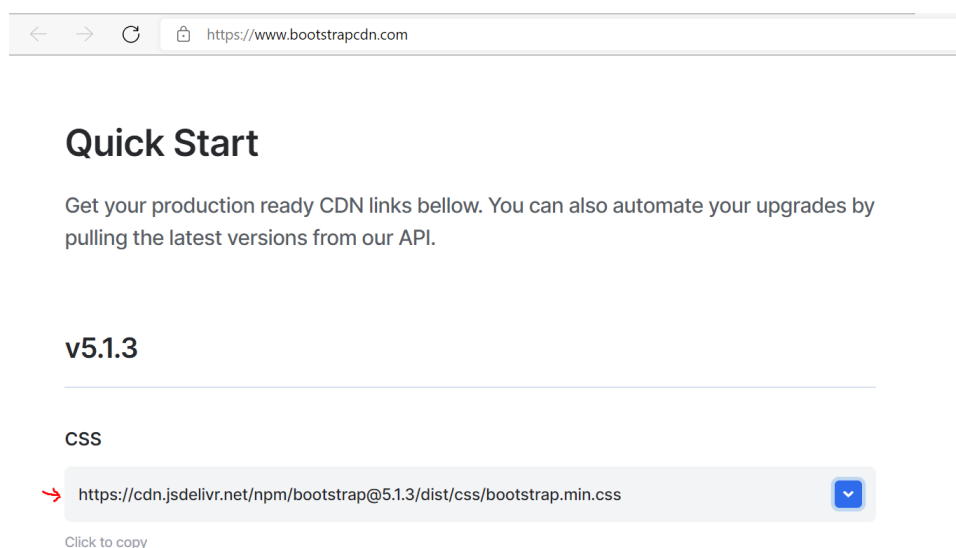 https://www.bootstrapcdn.com
Quick Start
Get your production ready CDN links bellow. You can also automate your upgrades by
pulling the latest versions from our API.
v5.1.3
CSS
https://cdn.jsdelivr.net/npm/bootstrap@5.1.3/dist/css/bootstrap.min.css
Click to copy